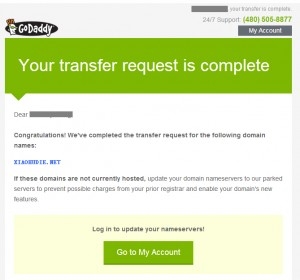 your transfer request is complete.
24/7 Support: (480) 505-8877
My Account
GoDaddy
Your transfer request is complete
Dear
Congratulations! We've completed the transfer request for the following domain
names:
XIAORUDIE.NET
If these domains are not currently hosted, update your domain nameservers to our parked
servers to prevent possible charges from your prior registrar and enable your domain's new
features.
Log in to update your nameservers!
Go to My Account